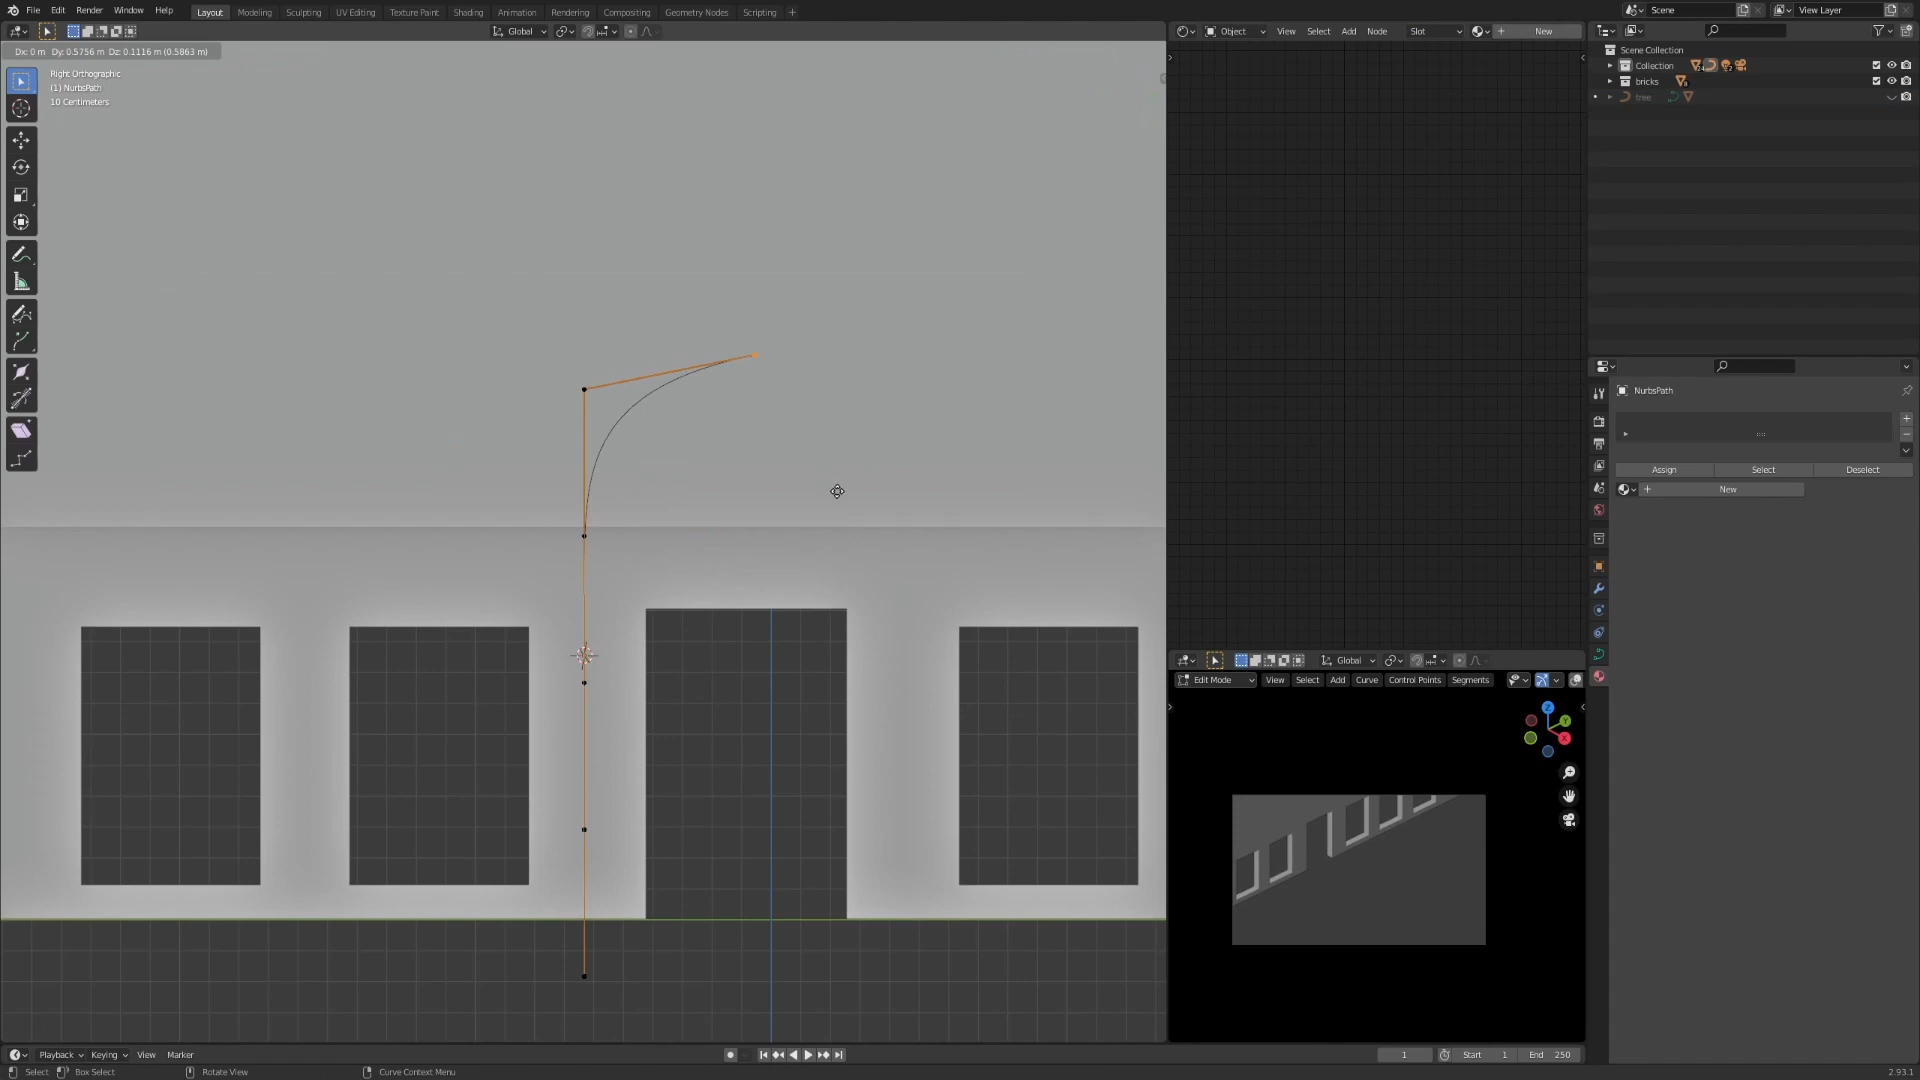 File Edit Render Window Help Layout Modeling Sculpting UV Editing Texture Paint Shading Animation Rendering Compositing Geometry Nodes Scripting Scene View Layer
Global Object View Select Add Node Slot New
Dx: 0 m Dy: 0.5756 m Dz: 0.1116 m (0.5863 m)
Right Orthographic
(1) NurbsPath
10 Centimeters
Scene Collection
Collection
bricks
tree
NurbsPath
Assign Select Deselect
New
Global
Edit Mode View Select Add Curve Control Points Segments
Z
Y
X
Playback Keying View Marker 1 Start 1 End 250
Select Box Select Rotate View Curve Context Menu 2.93.1